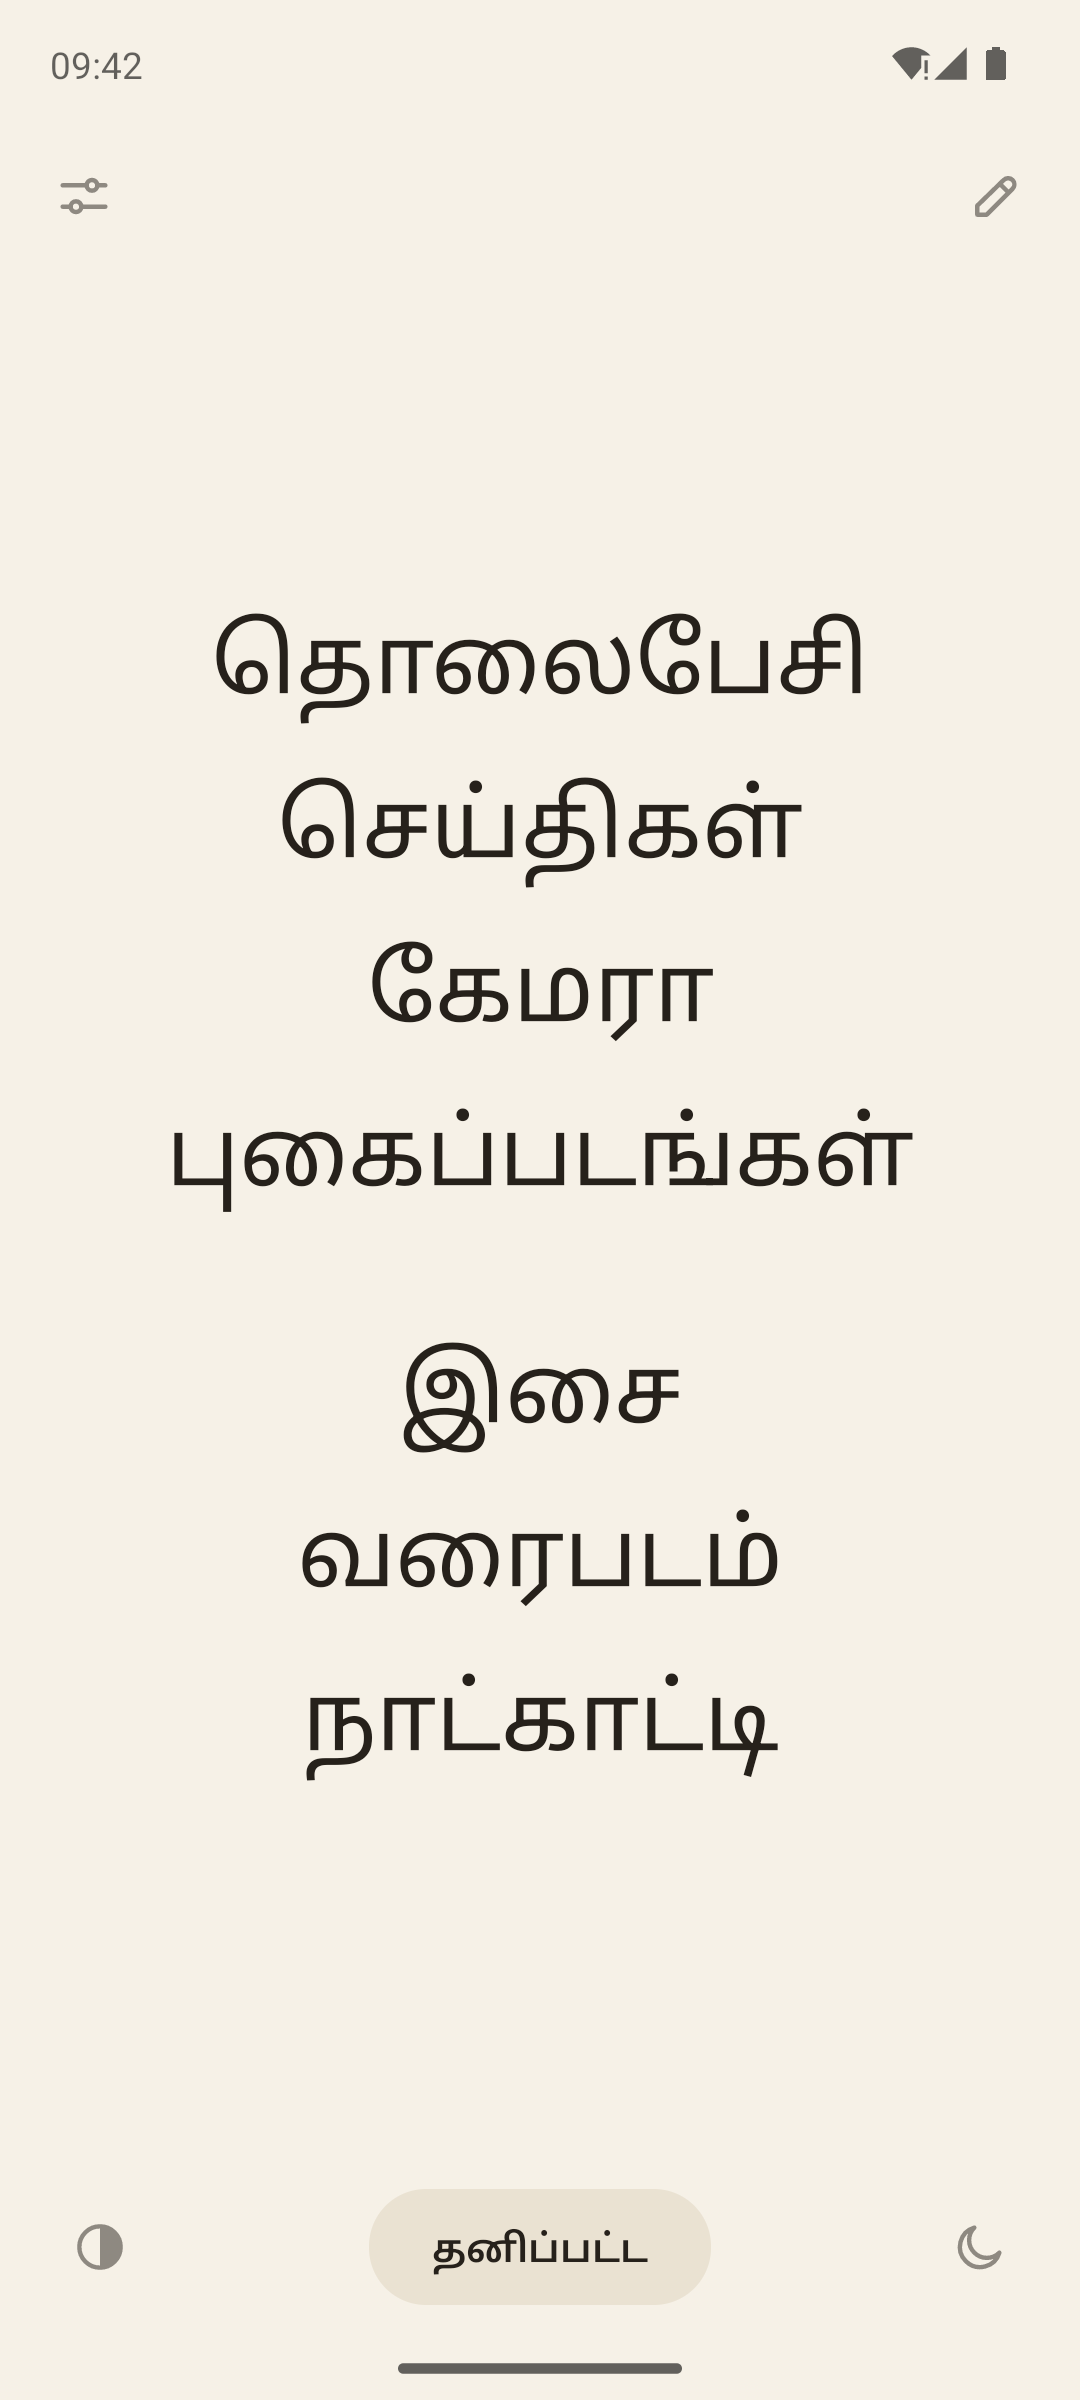 09:42
தொலைபேசி
செய்திகள்
கேமரா
புகைப்படங்கள்
இசை
வரைபடம்
நாட்காட்டி
தனிப்பட்ட